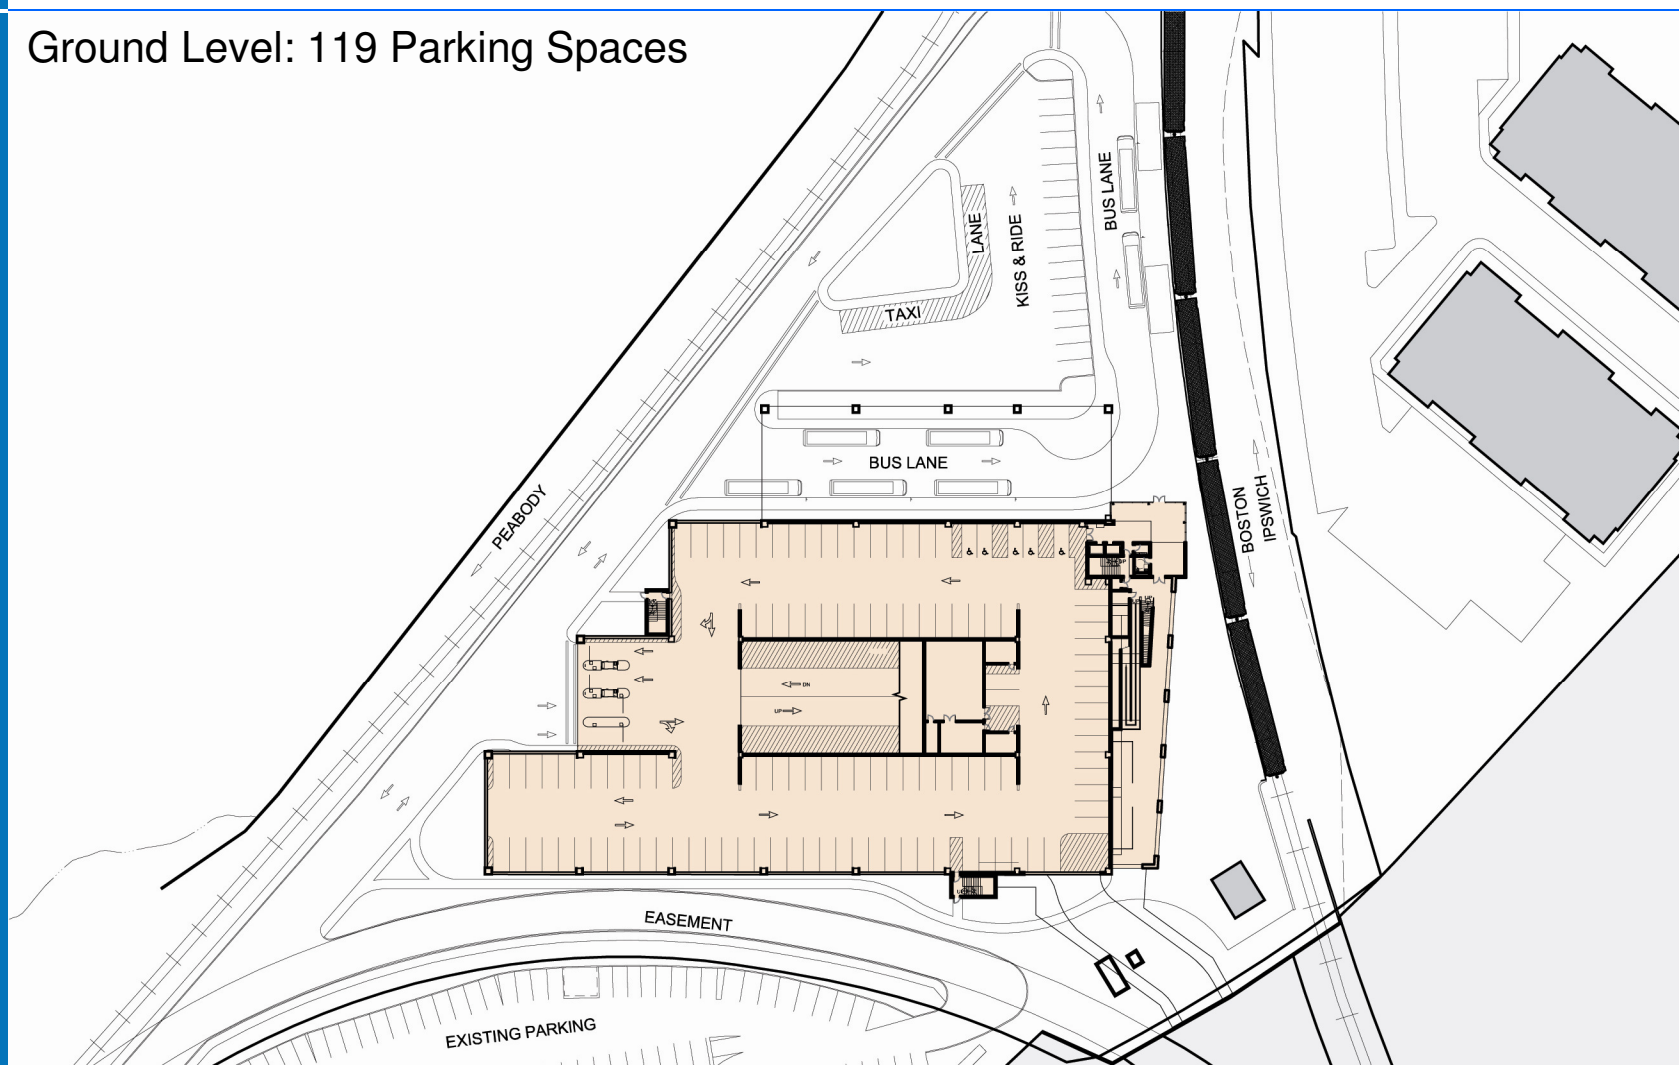 Ground Level: 119 Parking Spaces
BUS LANE
LANE
KISS & RIDE
TAXI
BUS LANE
PEABODY
BOSTON
IPSWICH
DN
UP
EASEMENT
EXISTING PARKING